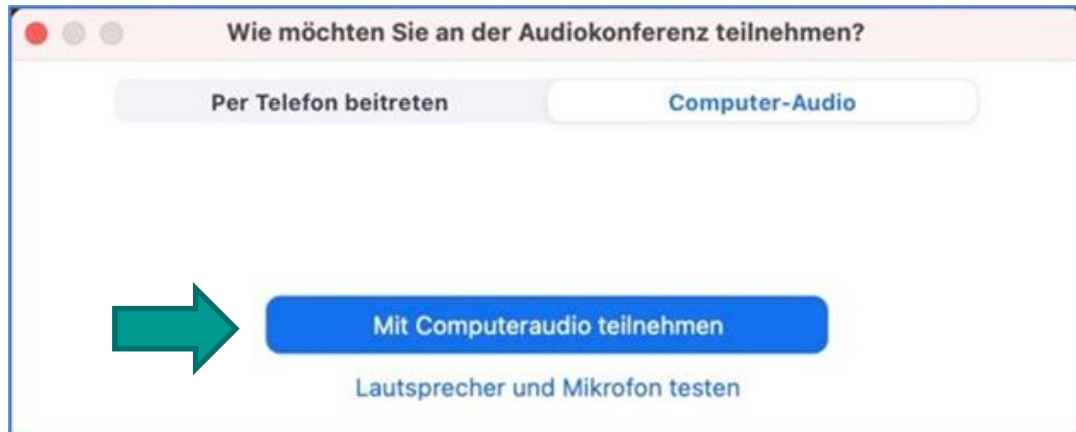 Wie möchten Sie an der Audiokonferenz teilnehmen?
Per Telefon beitreten
Computer-Audio
Mit Computeraudio teilnehmen
Lautsprecher und Mikrofon testen